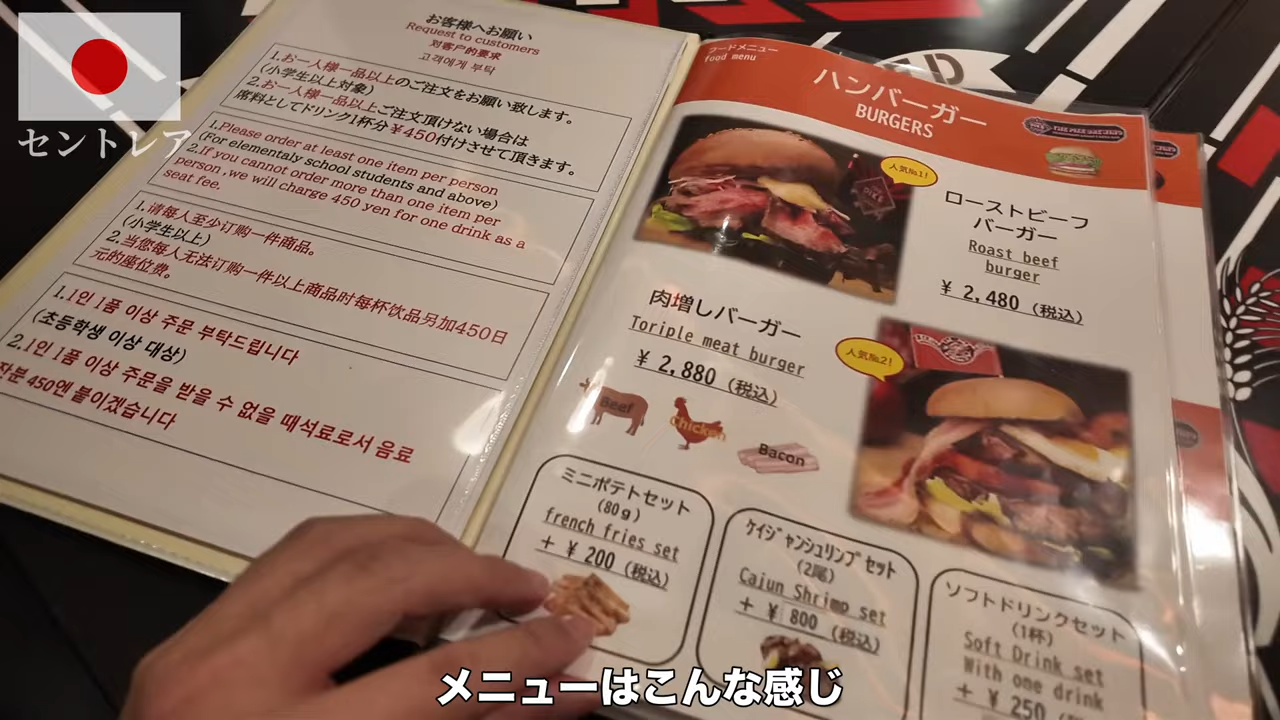 セントレア
お客様へお願い
Request to customers
对客户的要求
고객에게 부탁
1.お一人様一品以上のご注文をお願い致します。
(小学生以上対象)
2.お一人様一品以上ご注文頂けない場合は
席料としてドリンク1杯分¥450付けさせて頂きます。
1.Please order at least one item per person
(For elementaly school students and above)
2.If you cannot order more than one item per
person,we will charge 450 yen for one drink as a
seat fee.
1.请每人至少订购一件商品。
(小学生以上)
2.当您每人无法订购一件以上商品时每杯饮品另加450日
元的座位费。
1.1인 1품 이상 주문 부탁드립니다
(초등학생 이상 대상)
2.1인 1품 이상 주문을 받을 수 없을 때석료로서 음료
잔분 450엔 붙이겠습니다
フードメニュー
food menu
ハンバーガー
BURGERS
人気№1!
ローストビーフ
バーガー
Roast beef
burger
¥ 2,480 (税込)
肉増しバーガー
Toriple meat burger
¥ 2,880 (税込)
人気№2!
Beef
Chicken
Bacon
ミニポテトセット
(80g)
french fries set
+ ¥ 200 (税込)
ケイジャンシュリンプセット
(2尾)
Cajun Shrimp set
+ ¥ 800 (税込)
ソフトドリンクセット
(1杯)
Soft Drink set
With one drink
+ ¥ 250
メニューはこんな感じ